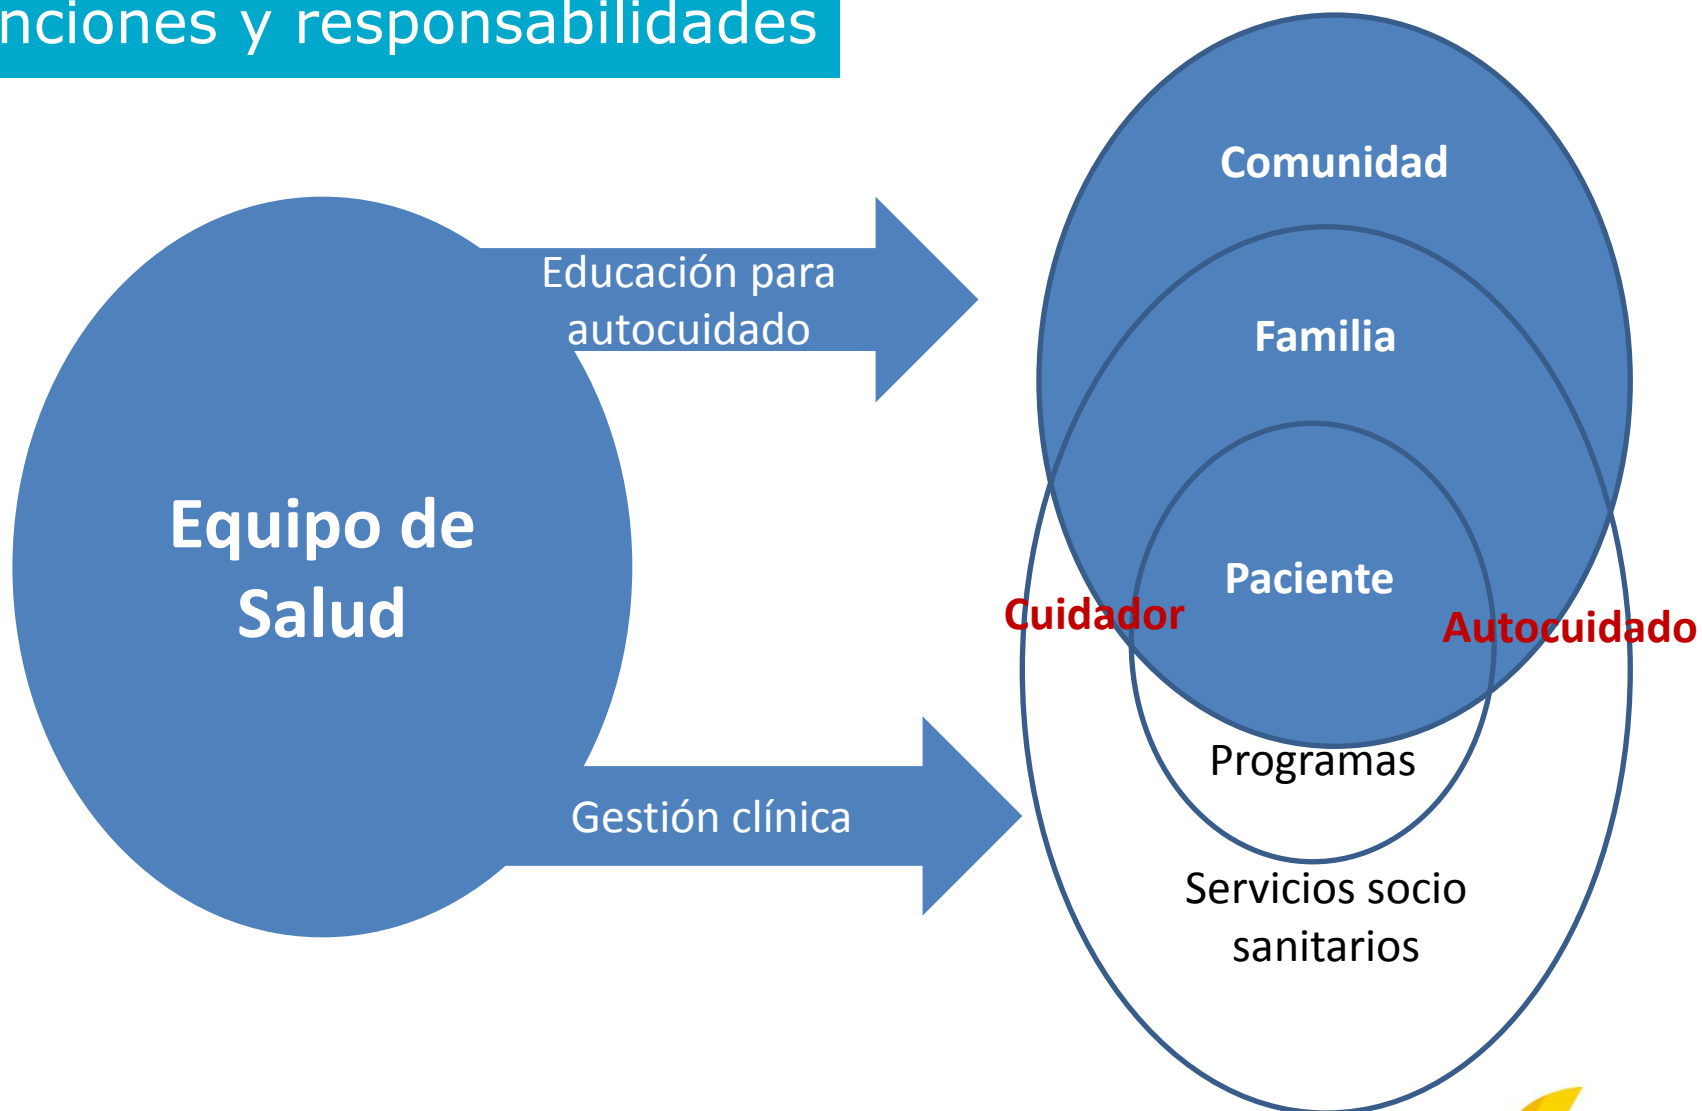 nciones y responsabilidades
Equipo de
Salud
Educación para
autocuidado
Gestión clínica
Comunidad
Familia
Paciente
Cuidador
Autocuidado
Programas
Servicios socio
sanitarios